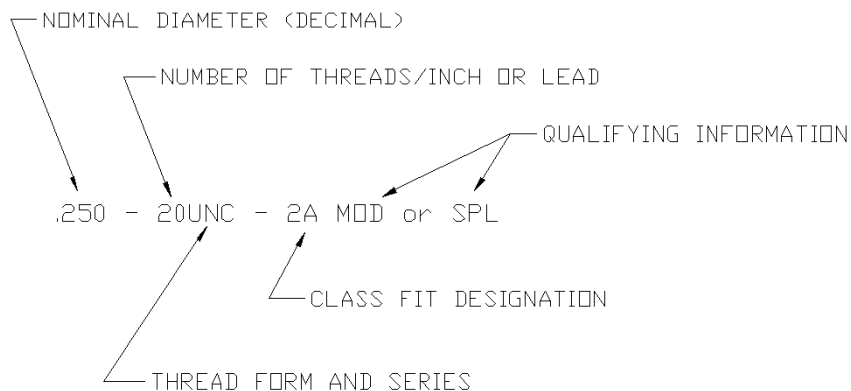 NOMINAL DIAMETER (DECIMAL)
NUMBER OF THREADS/INCH OR LEAD
QUALIFYING INFORMATION
.250 - 20UNC - 2A MOD or SPL
CLASS FIT DESIGNATION
THREAD FORM AND SERIES